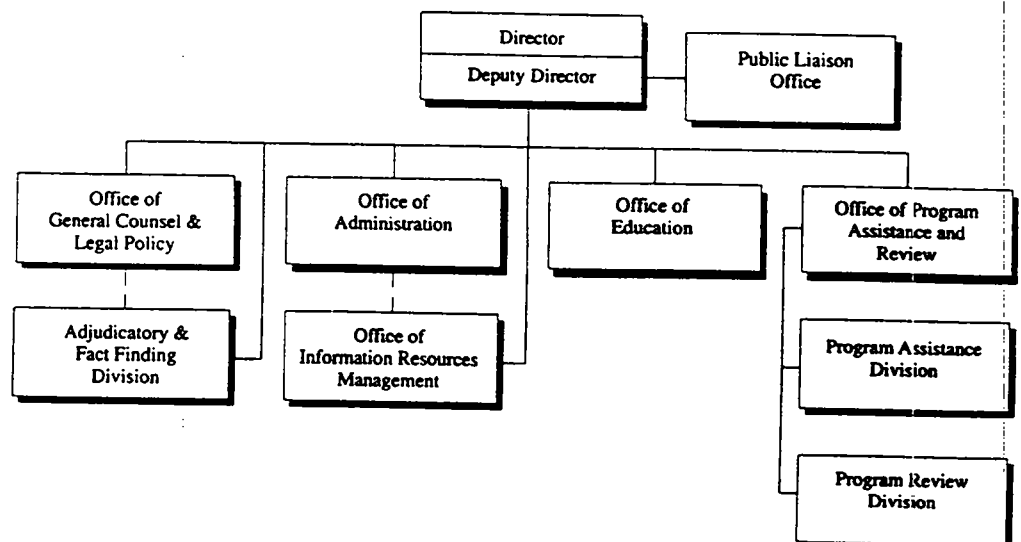 Director
Deputy Director
Public Liaison
Office
Office of
General Counsel &
Legal Policy
Office of
Administration
Office of
Education
Office of Program
Assistance and
Review
Adjudicatory &
Fact Finding
Division
Office of
Information Resources
Management
Program Assistance
Division
Program Review
Division